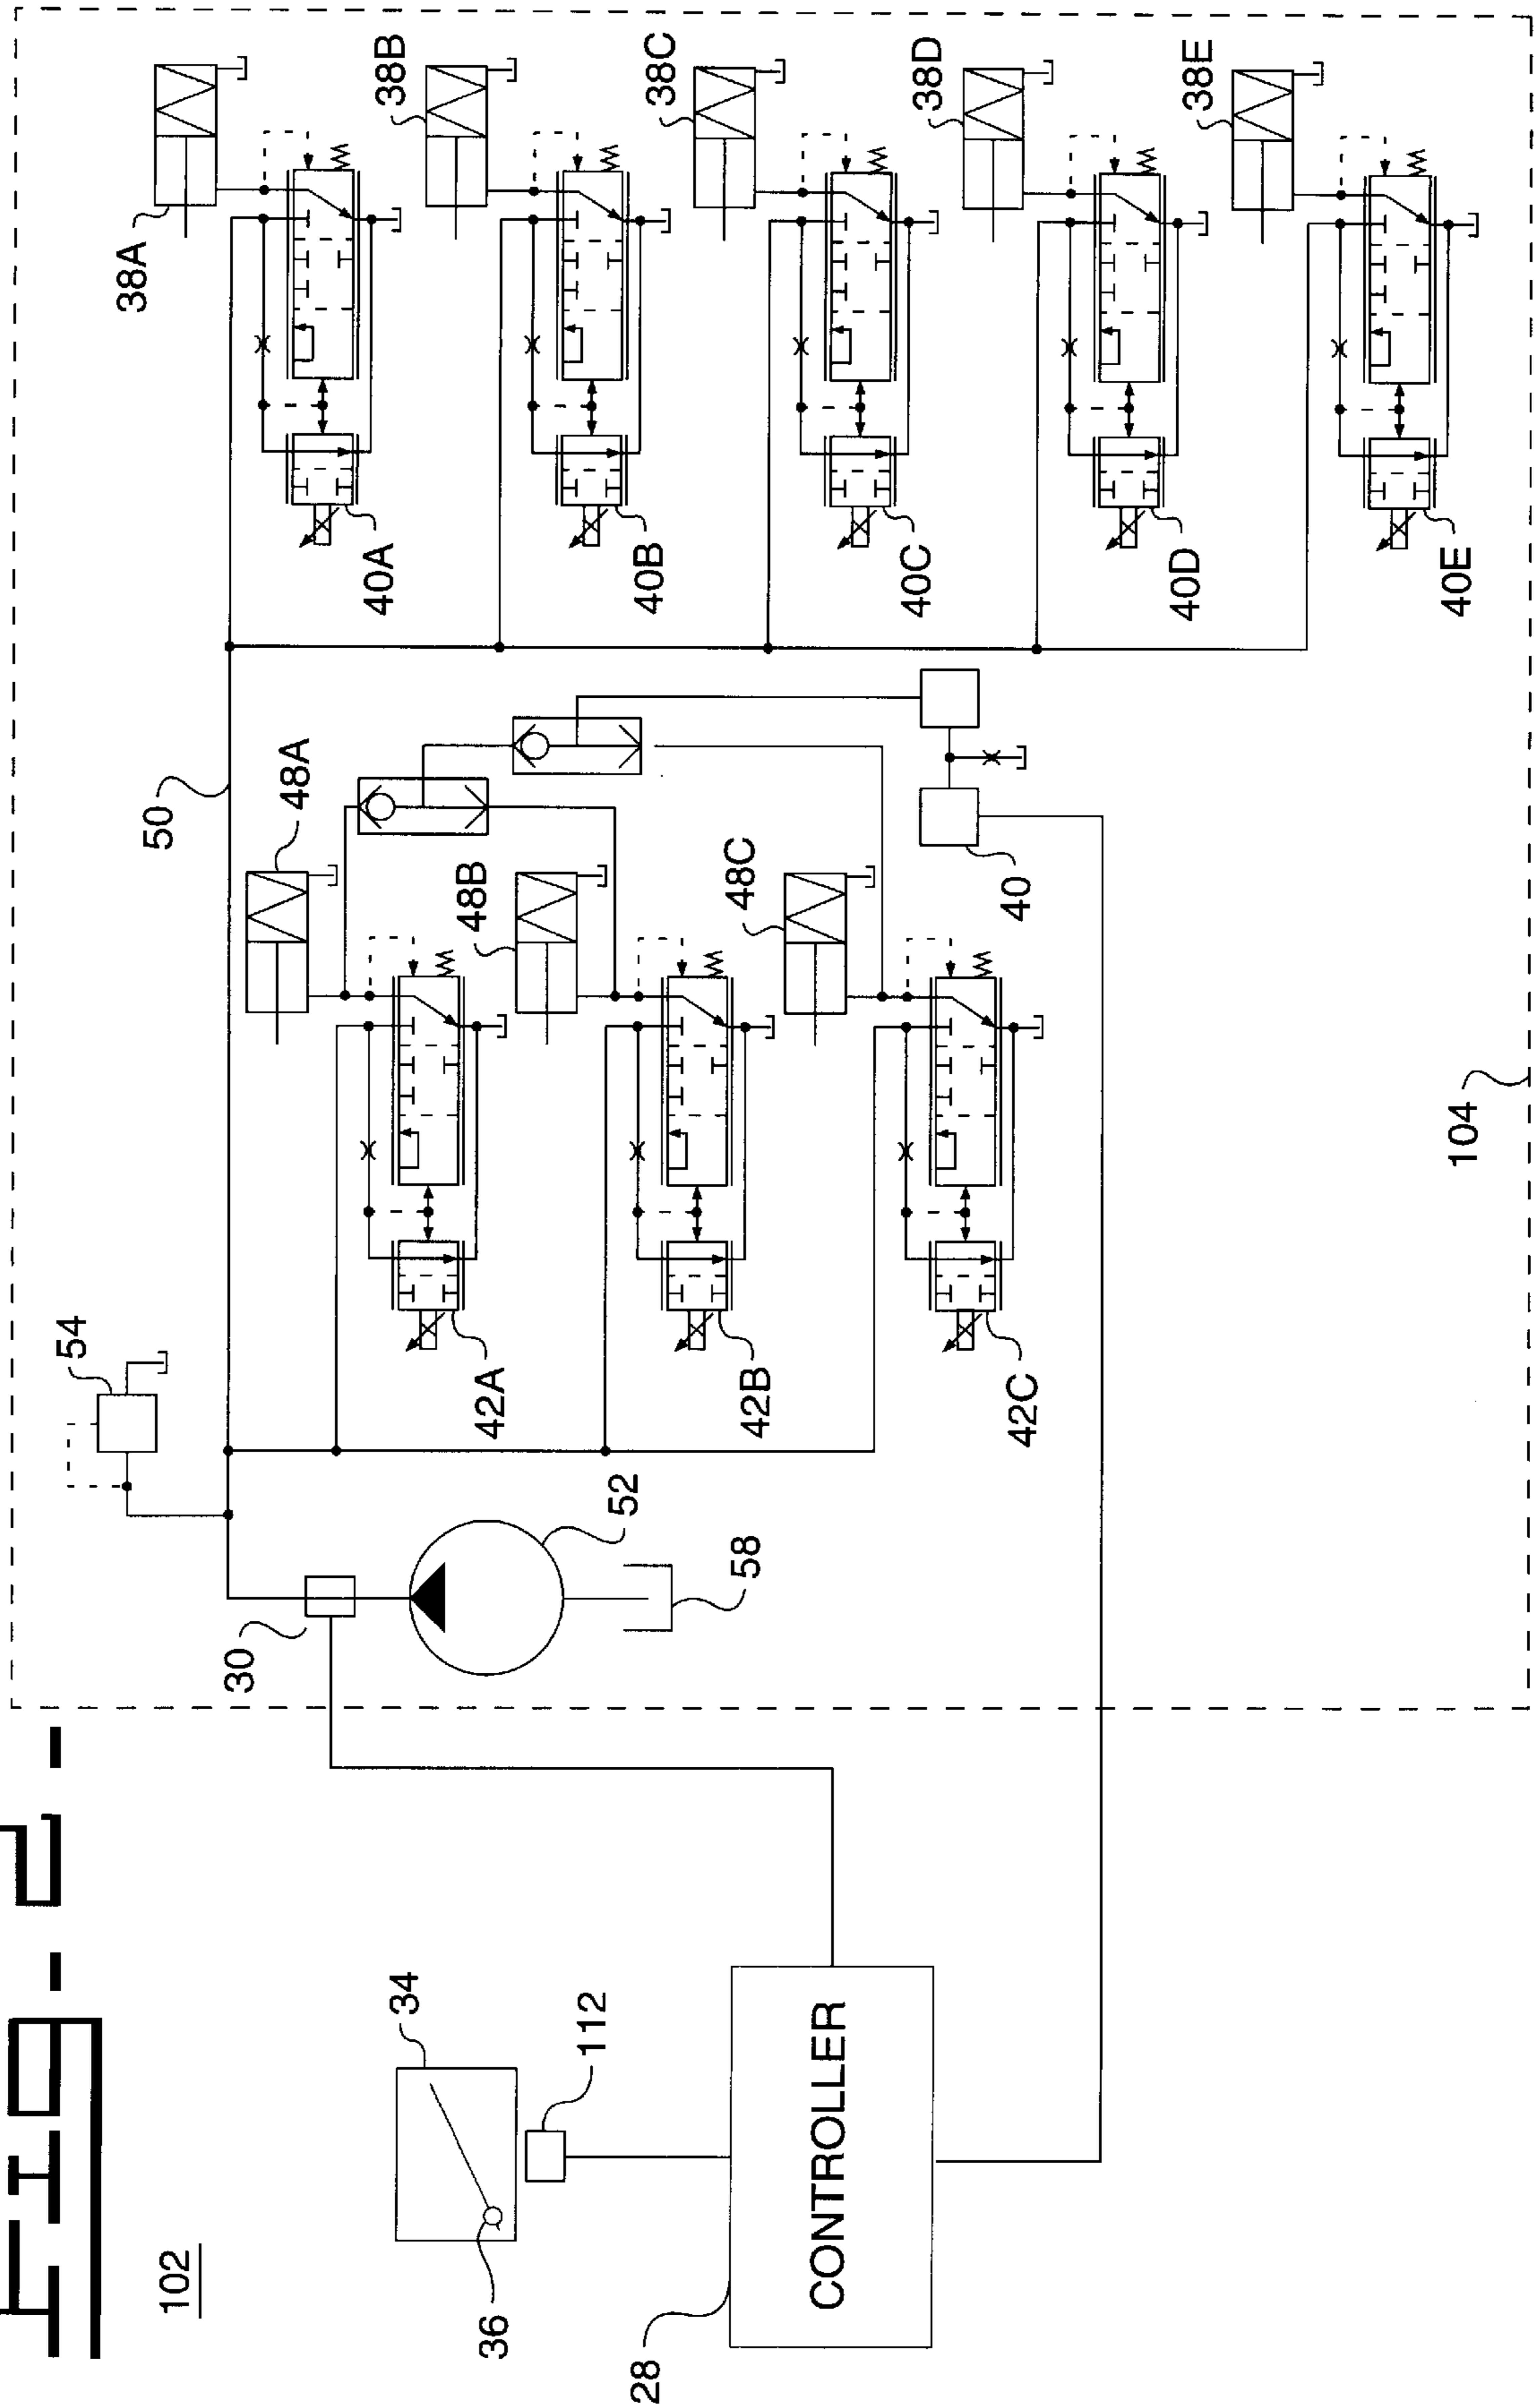 FIG. 2.
102
36
34
112
28
CONTROLLER
30
52
58
54
50
42A
48A
42B
48B
42C
48C
40
40A
38A
40B
38B
40C
38C
40D
38D
40E
38E
104